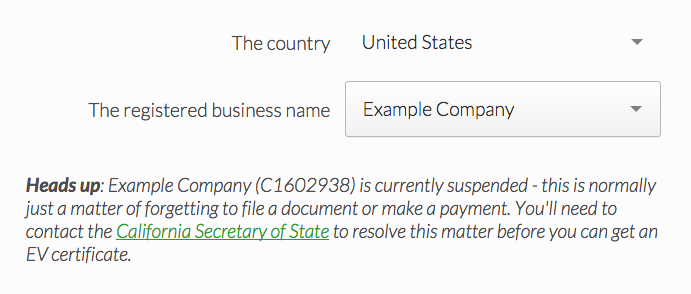 The country United States
The registered business name Example Company
Heads up: Example Company (C1602938) is currently suspended - this is normally
just a matter of forgetting to file a document or make a payment. You'll need to
contact the California Secretary of State to resolve this matter before you can get an
EV certificate.